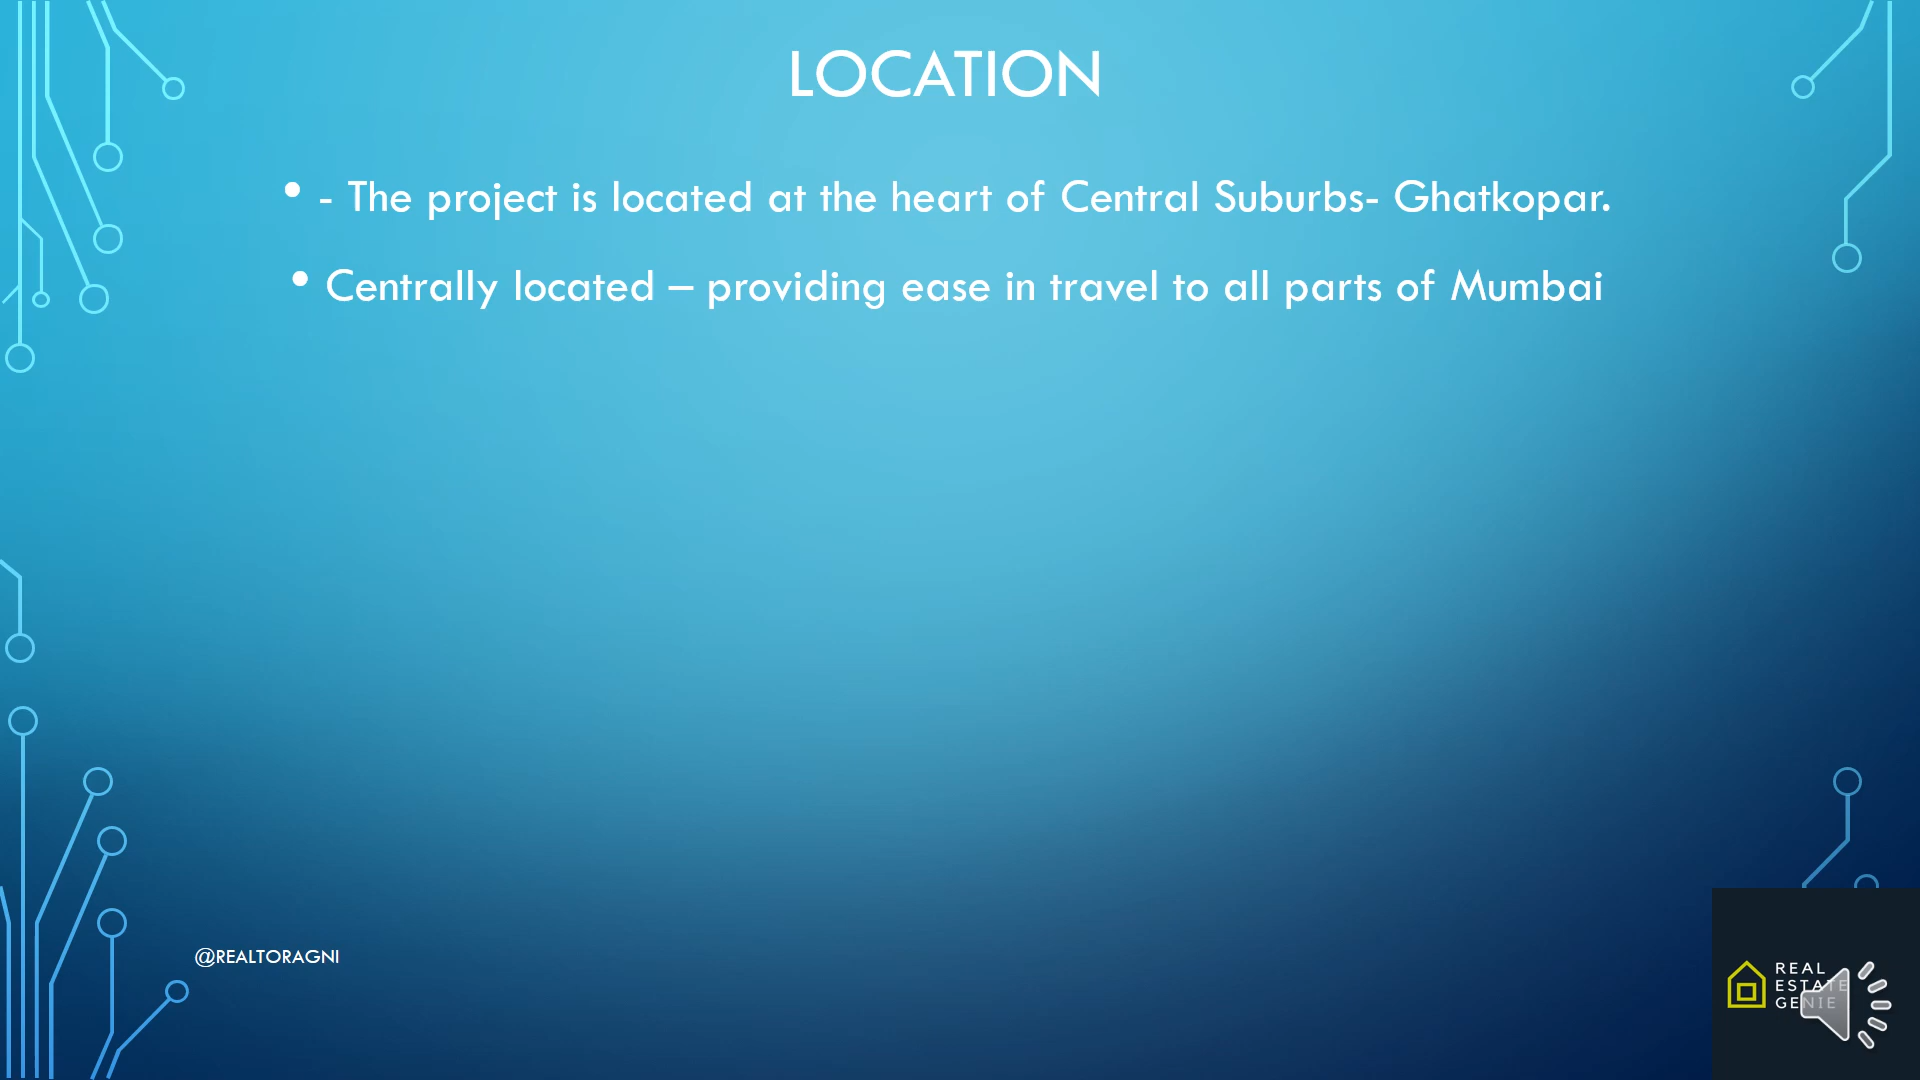 LOCATION
• - The project is located at the heart of Central Suburbs- Ghatkopar.
• Centrally located – providing ease in travel to all parts of Mumbai
@REALTORAGNI
REAL
ESTATE
GENIE